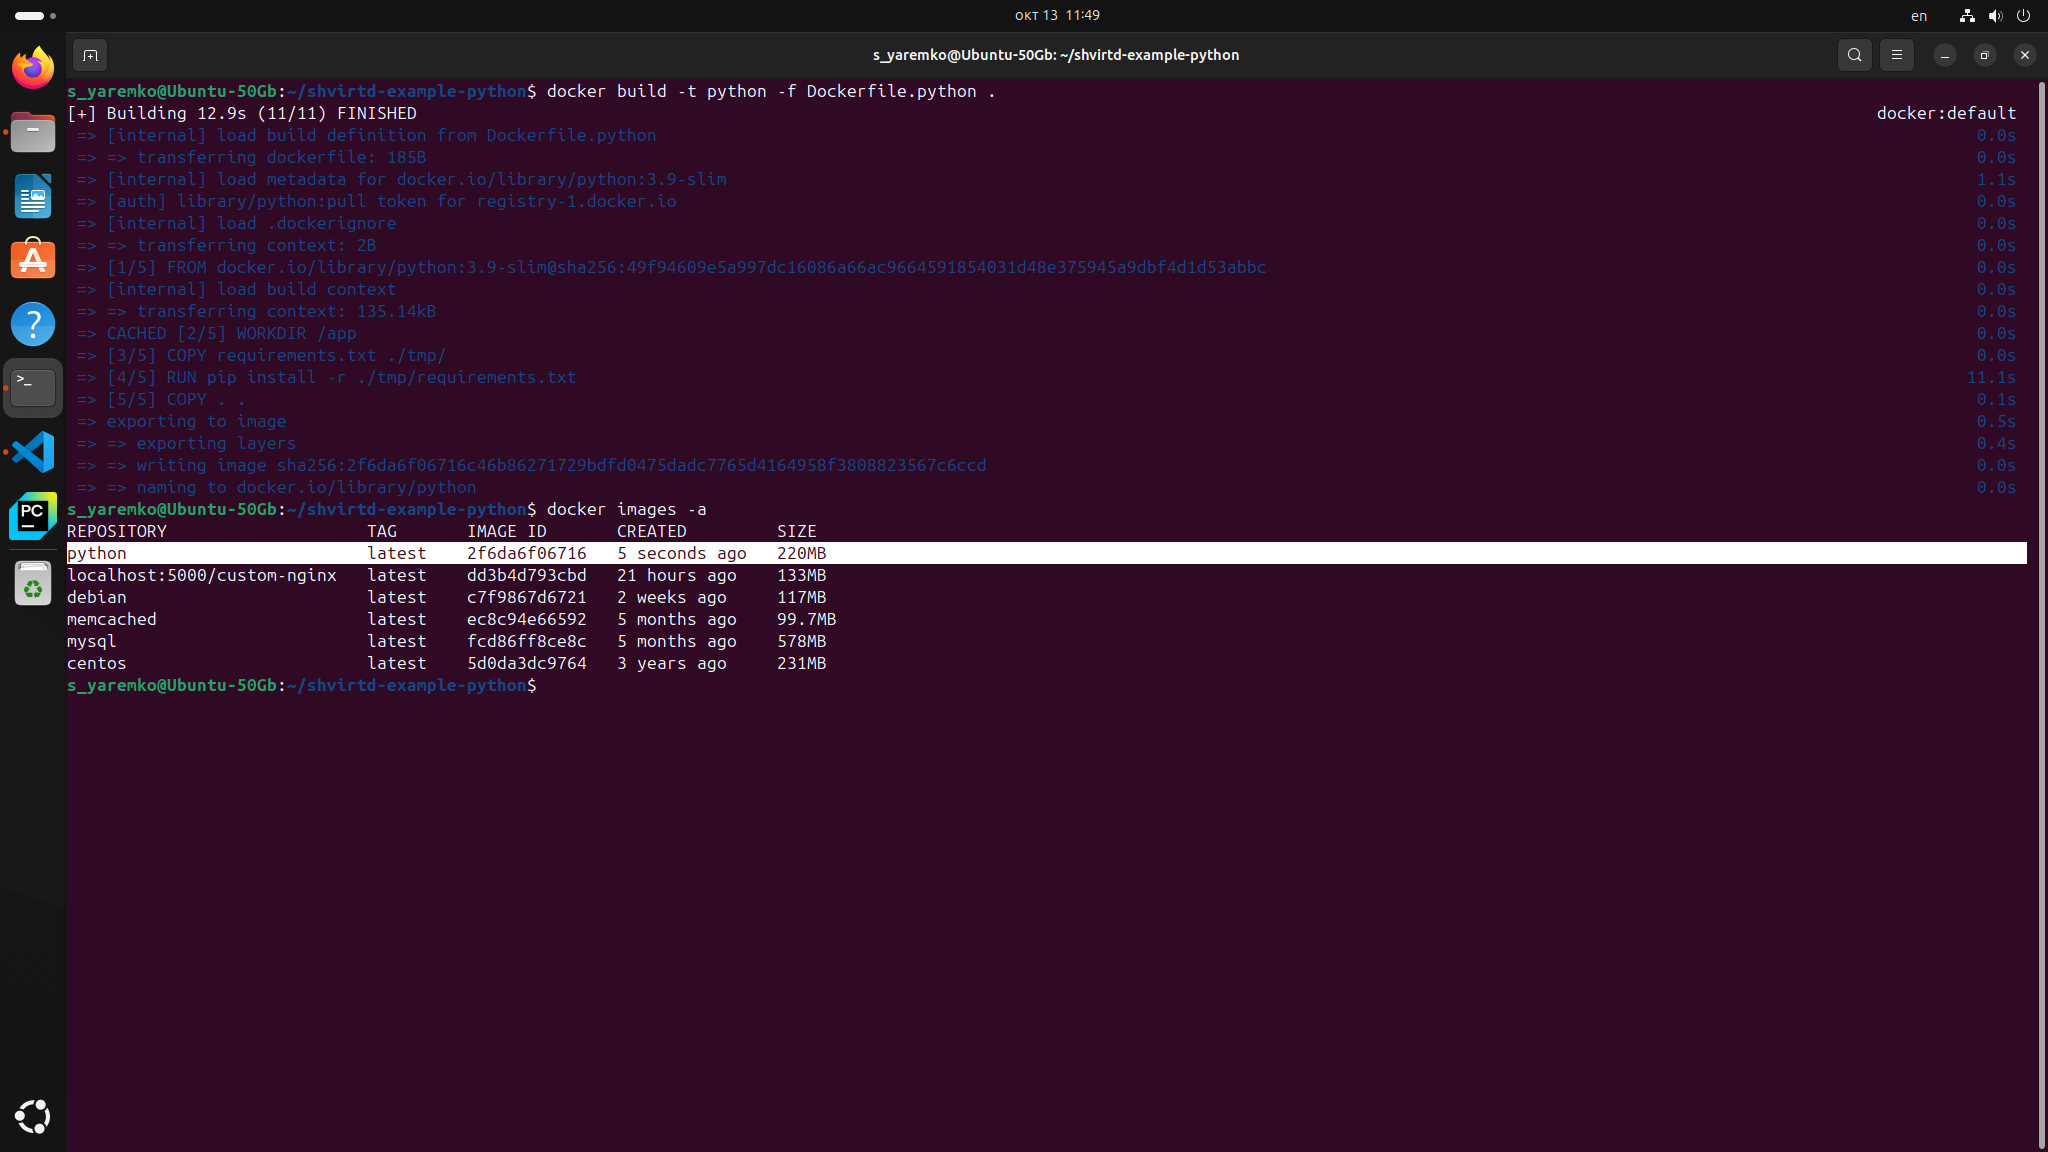 окт 13 11:49
en
s_yaremko@Ubuntu-50Gb: ~/shvirtd-example-python
s_yaremko@Ubuntu-50Gb:~/shvirtd-example-python$ docker build -t python -f Dockerfile.python .
[+] Building 12.9s (11/11) FINISHED docker:default
=> [internal] load build definition from Dockerfile.python 0.0s
=> => transferring dockerfile: 185B 0.0s
=> [internal] load metadata for docker.io/library/python:3.9-slim 1.1s
=> [auth] library/python:pull token for registry-1.docker.io 0.0s
=> [internal] load .dockerignore 0.0s
=> => transferring context: 2B 0.0s
=> [1/5] FROM docker.io/library/python:3.9-slim@sha256:49f94609e5a997dc16086a66ac9664591854031d48e375945a9dbf4d1d53abbc 0.0s
=> [internal] load build context 0.0s
=> => transferring context: 135.14kB 0.0s
=> CACHED [2/5] WORKDIR /app 0.0s
=> [3/5] COPY requirements.txt ./tmp/ 0.0s
=> [4/5] RUN pip install -r ./tmp/requirements.txt 11.1s
=> [5/5] COPY . . 0.1s
=> exporting to image 0.5s
=> => exporting layers 0.4s
=> => writing image sha256:2f6da6f06716c46b86271729bdfd0475dadc7765d4164958f3808823567c6ccd 0.0s
=> => naming to docker.io/library/python 0.0s
s_yaremko@Ubuntu-50Gb:~/shvirtd-example-python$ docker images -a
REPOSITORY TAG IMAGE ID CREATED SIZE
python latest 2f6da6f06716 5 seconds ago 220MB
localhost:5000/custom-nginx latest dd3b4d793cbd 21 hours ago 133MB
debian latest c7f9867d6721 2 weeks ago 117MB
memcached latest ec8c94e66592 5 months ago 99.7MB
mysql latest fcd86ff8ce8c 5 months ago 578MB
centos latest 5d0da3dc9764 3 years ago 231MB
s_yaremko@Ubuntu-50Gb:~/shvirtd-example-python$
PC